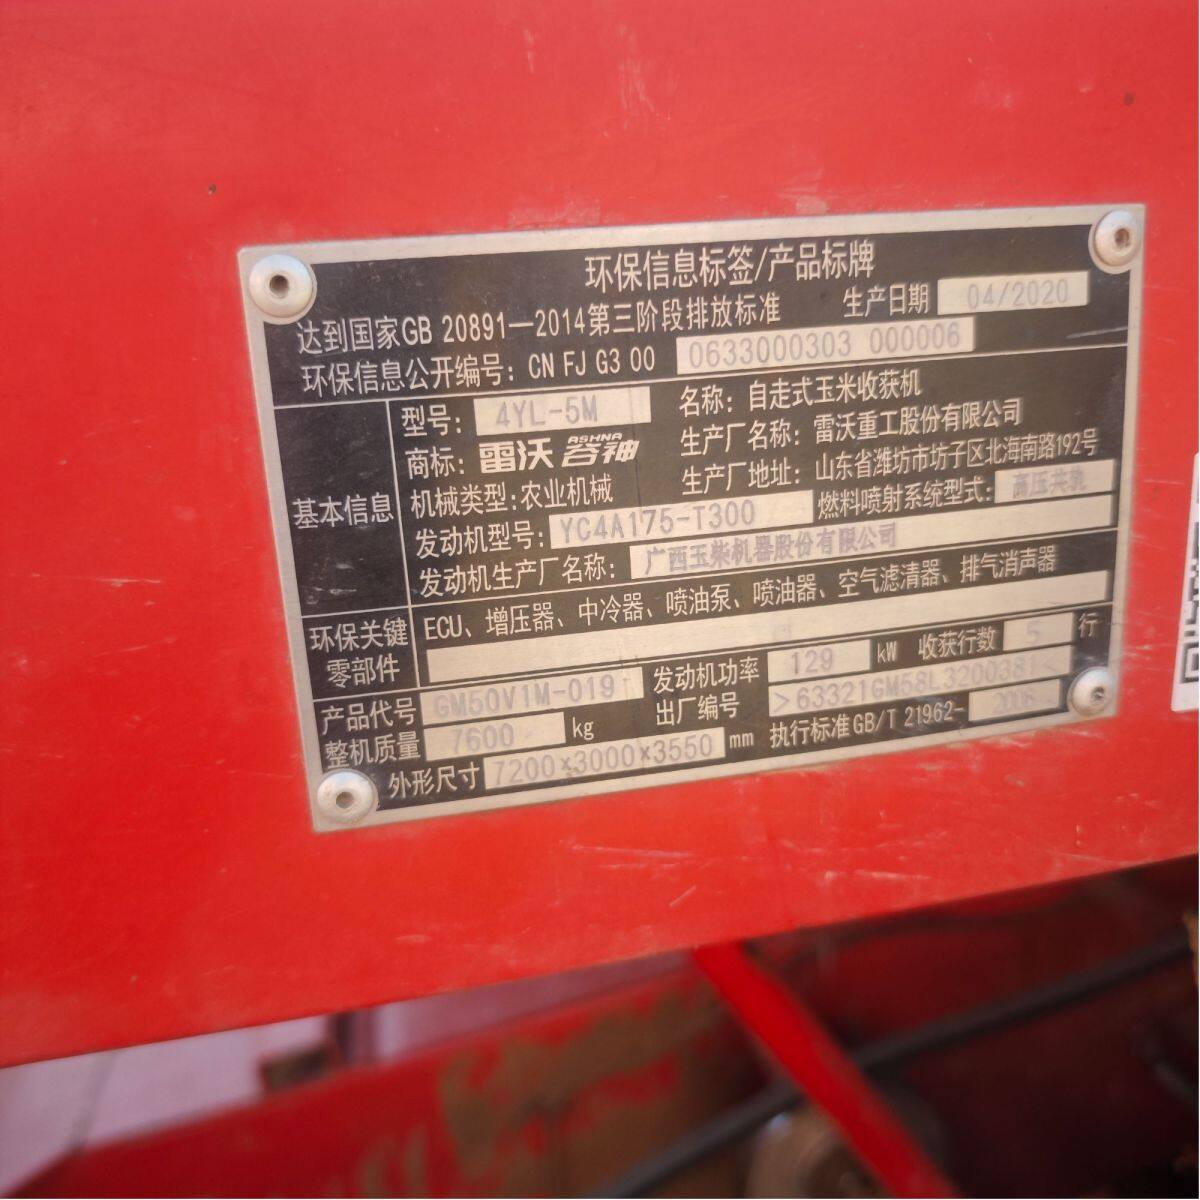 环保信息标签/产品标牌
达到国家GB 20891—2014第三阶段排放标准 生产日期 04/2020
环保信息公开编号: CN FJ G3 00 0633000303 000006
基本信息
型号: 4YL-5M 名称: 自走式玉米收获机
商标: 雷沃 谷神 ASHNA 生产厂名称: 雷沃重工股份有限公司
机械类型: 农业机械 生产厂地址: 山东省潍坊市坊子区北海南路192号
发动机型号: YC4A175-T300 燃料喷射系统型式: 高压共轨
发动机生产厂名称: 广西玉柴机器股份有限公司
环保关键
零部件
ECU、增压器、中冷器、喷油泵、喷油器、空气滤清器、排气消声器
产品代号 GM50V1M-019 发动机功率 129 kW 收获行数 5 行
整机质量 7600 kg 出厂编号
外形尺寸 7200×3000×3550 mm 执行标准GB/T 21962-2008